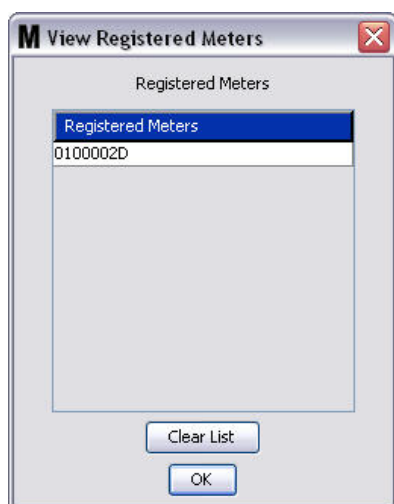 M View Registered Meters
Registered Meters
Registered Meters
0100002D
Clear List
OK